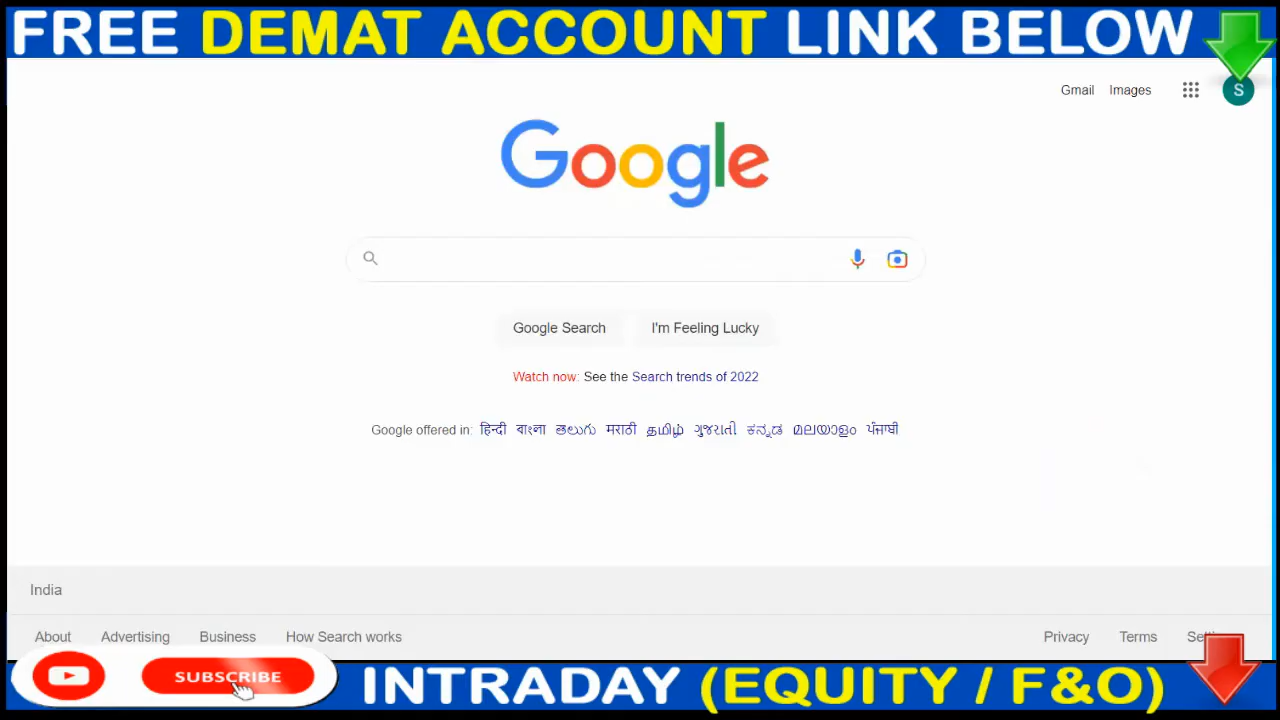 FREE DEMAT ACCOUNT LINK BELOW
Gmail Images S
Google
Google Search I'm Feeling Lucky
Watch now: See the Search trends of 2022
Google offered in: हिन्दी বাংলা తెలుగు मराठी தமிழ் ગુજરાતી ಕನ್ನಡ മലയാളം ਪੰਜਾਬੀ
India
About Advertising Business How Search works Privacy Terms
SUBSCRIBE INTRADAY (EQUITY / F&O)